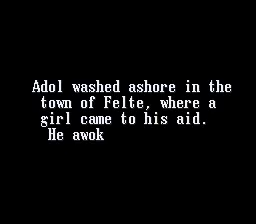 Adol washed ashore in the
town of Felte, where a
girl came to his aid.
He awok